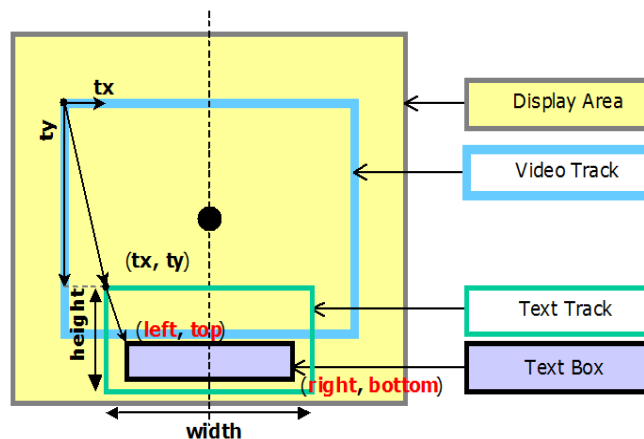 tx
ty
Display Area
Video Track
(tx, ty)
height
(left, top)
Text Track
Text Box
(right, bottom)
width